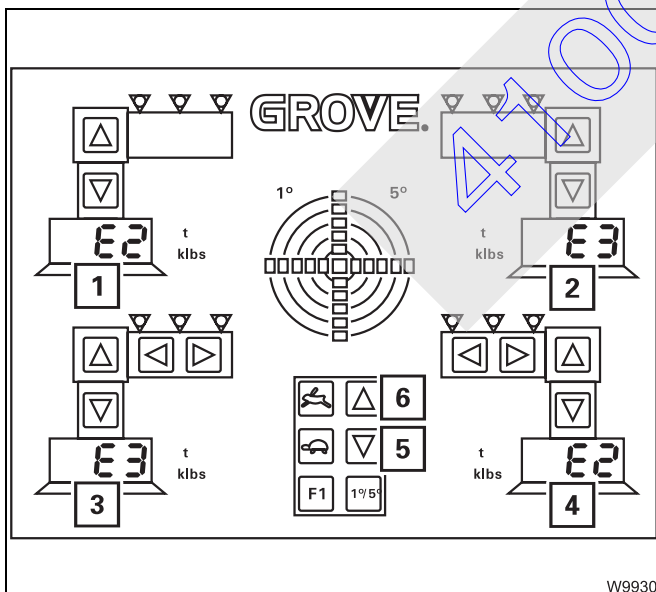 GROVE.
1° 5°
E2 t klbs
t klbs E3
1
2
6
5
E3 t klbs
t klbs E2
F1 1°/5°
3
4
W9930
4100